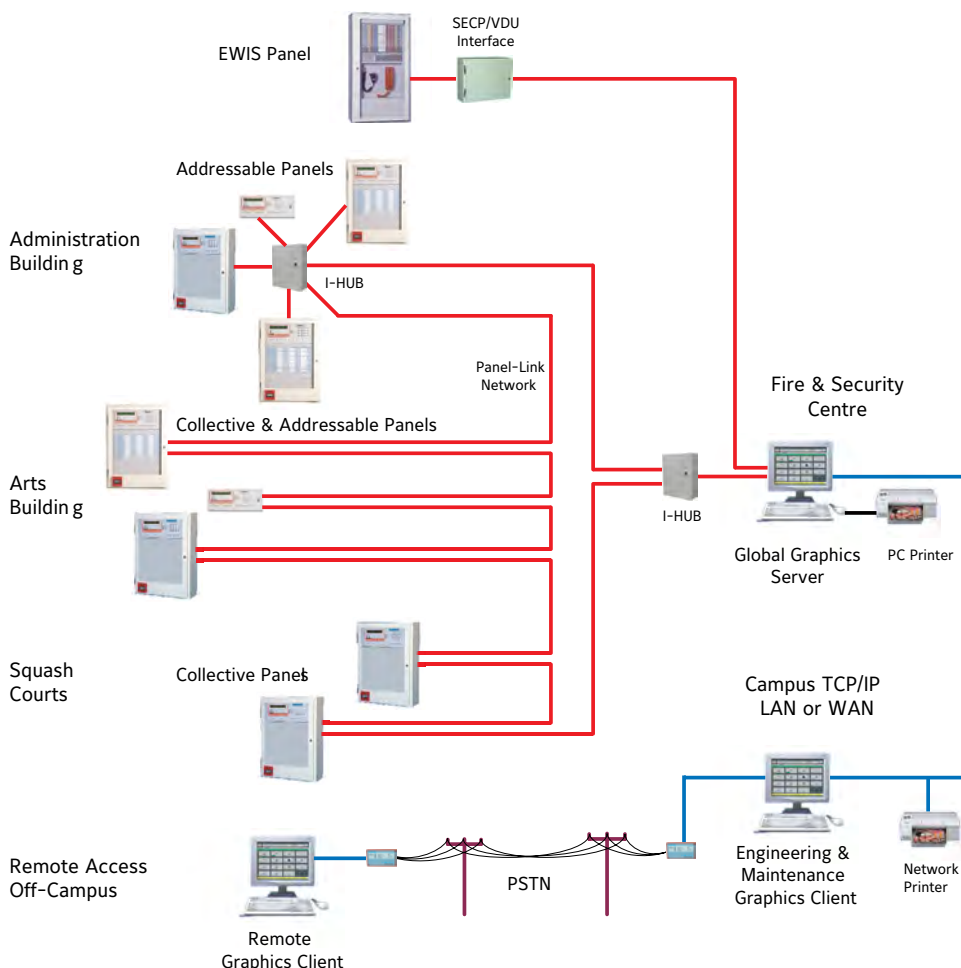 EWIS Panel
SECP/VDU
Interface
Addressable Panels
Administration
Buildin g
I-HUB
Panel-Link
Network
Fire & Security
Centre
Collective & Addressable Panels
Arts
Buildin g
I-HUB
Global Graphics
Server
PC Printer
Squash
Courts
Collective Panels
Campus TCP/IP
LAN or WAN
Remote Access
Off-Campus
PSTN
Engineering &
Maintenance
Graphics Client
Network
Printer
Remote
Graphics Client